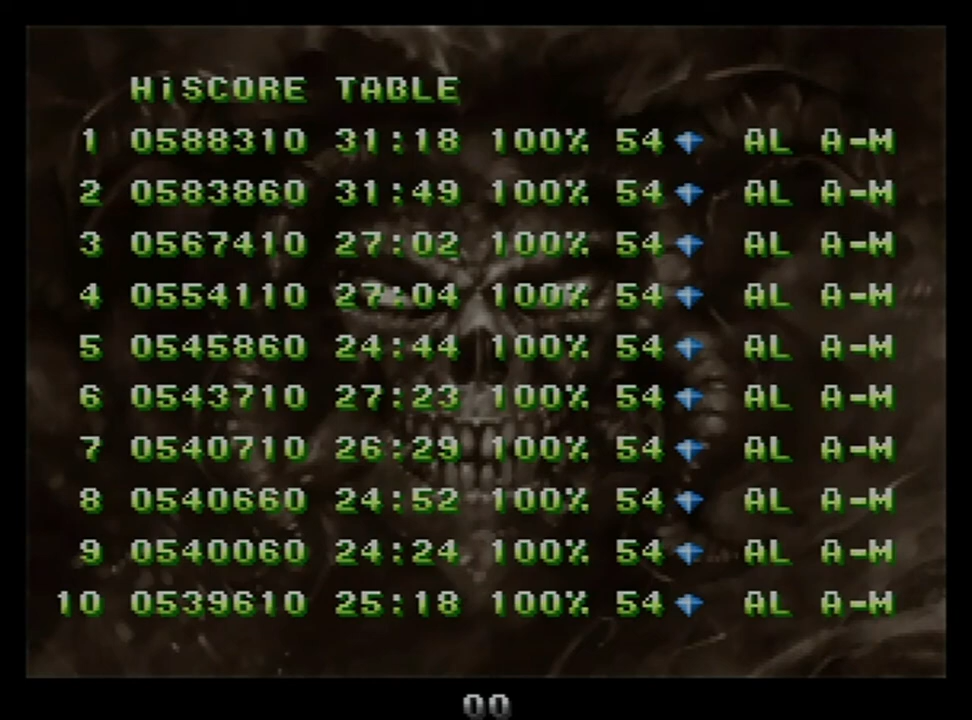 HiSCORE TABLE
1 0588310 31:18 100% 54 AL A-M
2 0583860 31:49 100% 54 AL A-M
3 0567410 27:02 100% 54 AL A-M
4 0554110 27:04 100% 54 AL A-M
5 0545860 24:44 100% 54 AL A-M
6 0543710 27:23 100% 54 AL A-M
7 0540710 26:29 100% 54 AL A-M
8 0540660 24:52 100% 54 AL A-M
9 0540060 24:24 100% 54 AL A-M
10 0539610 25:18 100% 54 AL A-M
00